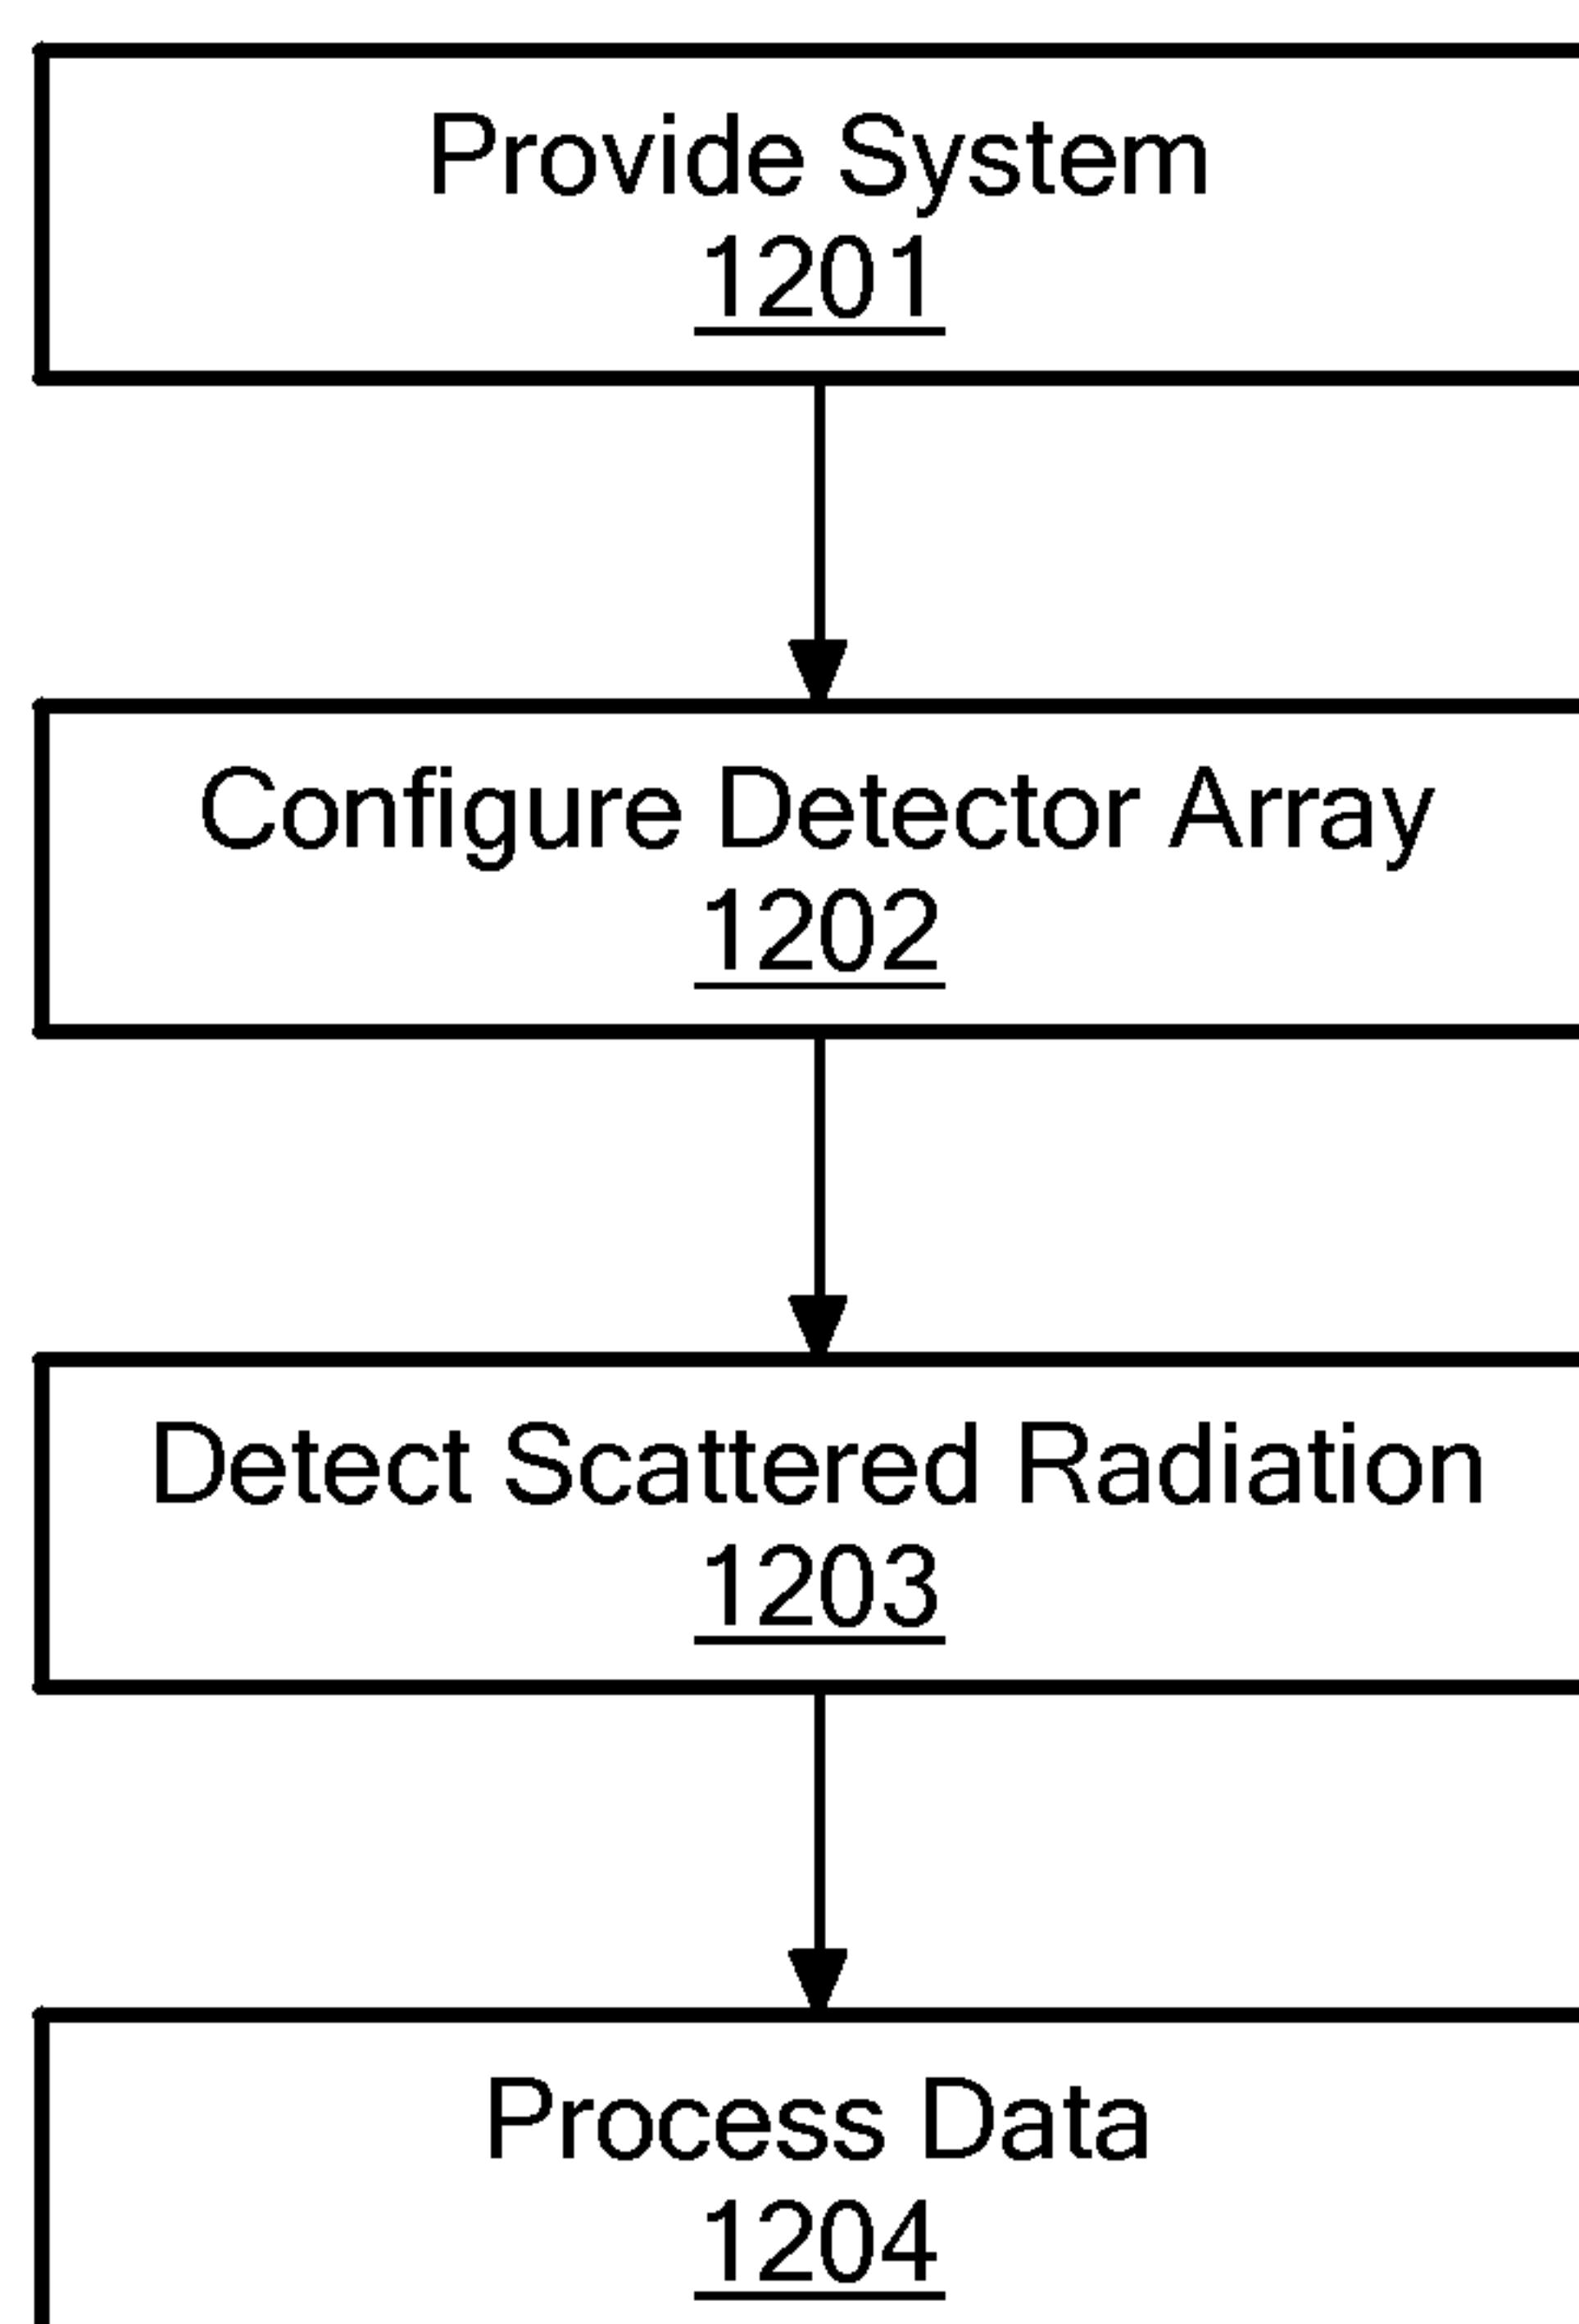 Provide System
1201
Configure Detector Array
1202
Detect Scattered Radiation
1203
Process Data
1204